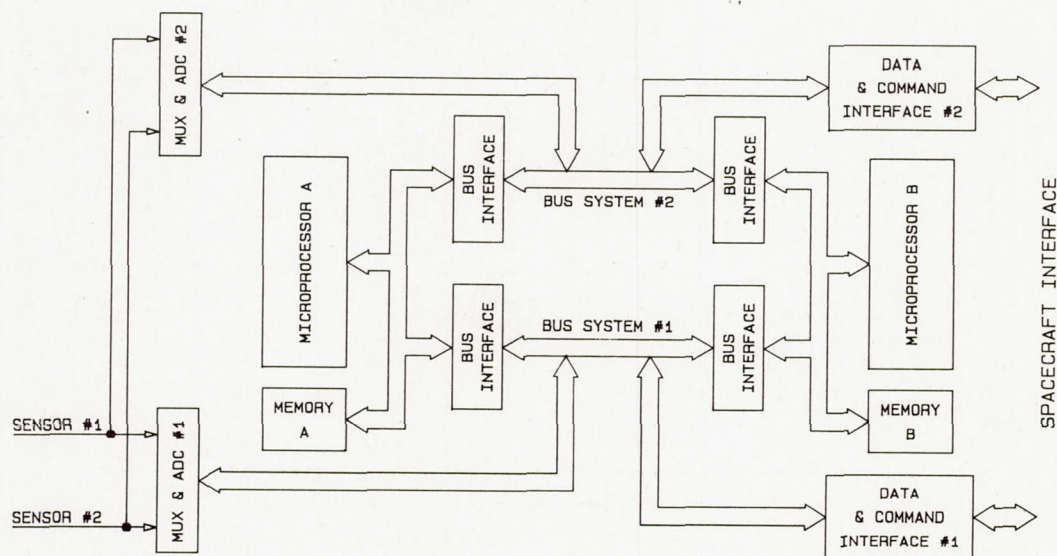 MUX & ADC #2
DATA
& COMMAND
INTERFACE #2
MICROPROCESSOR A
BUS
INTERFACE
BUS SYSTEM #2
BUS
INTERFACE
MICROPROCESSOR B
SPACECRAFT INTERFACE
BUS
INTERFACE
BUS SYSTEM #1
BUS
INTERFACE
MEMORY
A
MEMORY
B
SENSOR #1
MUX & ADC #1
SENSOR #2
DATA
& COMMAND
INTERFACE #1